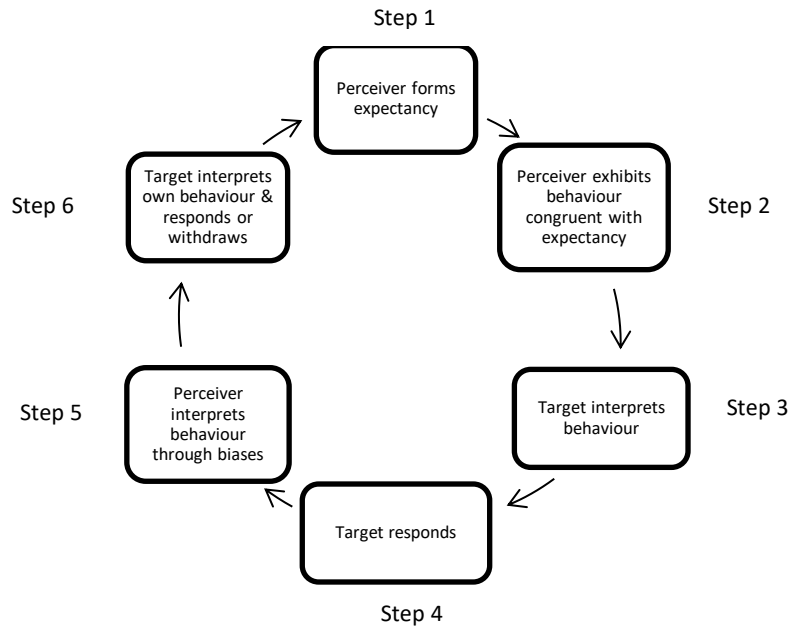 Step 1
Perceiver forms
expectancy
Step 2
Perceiver exhibits
behaviour
congruent with
expectancy
Step 3
Target interprets
behaviour
Step 4
Target responds
Step 5
Perceiver
interprets
behaviour
through biases
Step 6
Target interprets
own behaviour &
responds or
withdraws